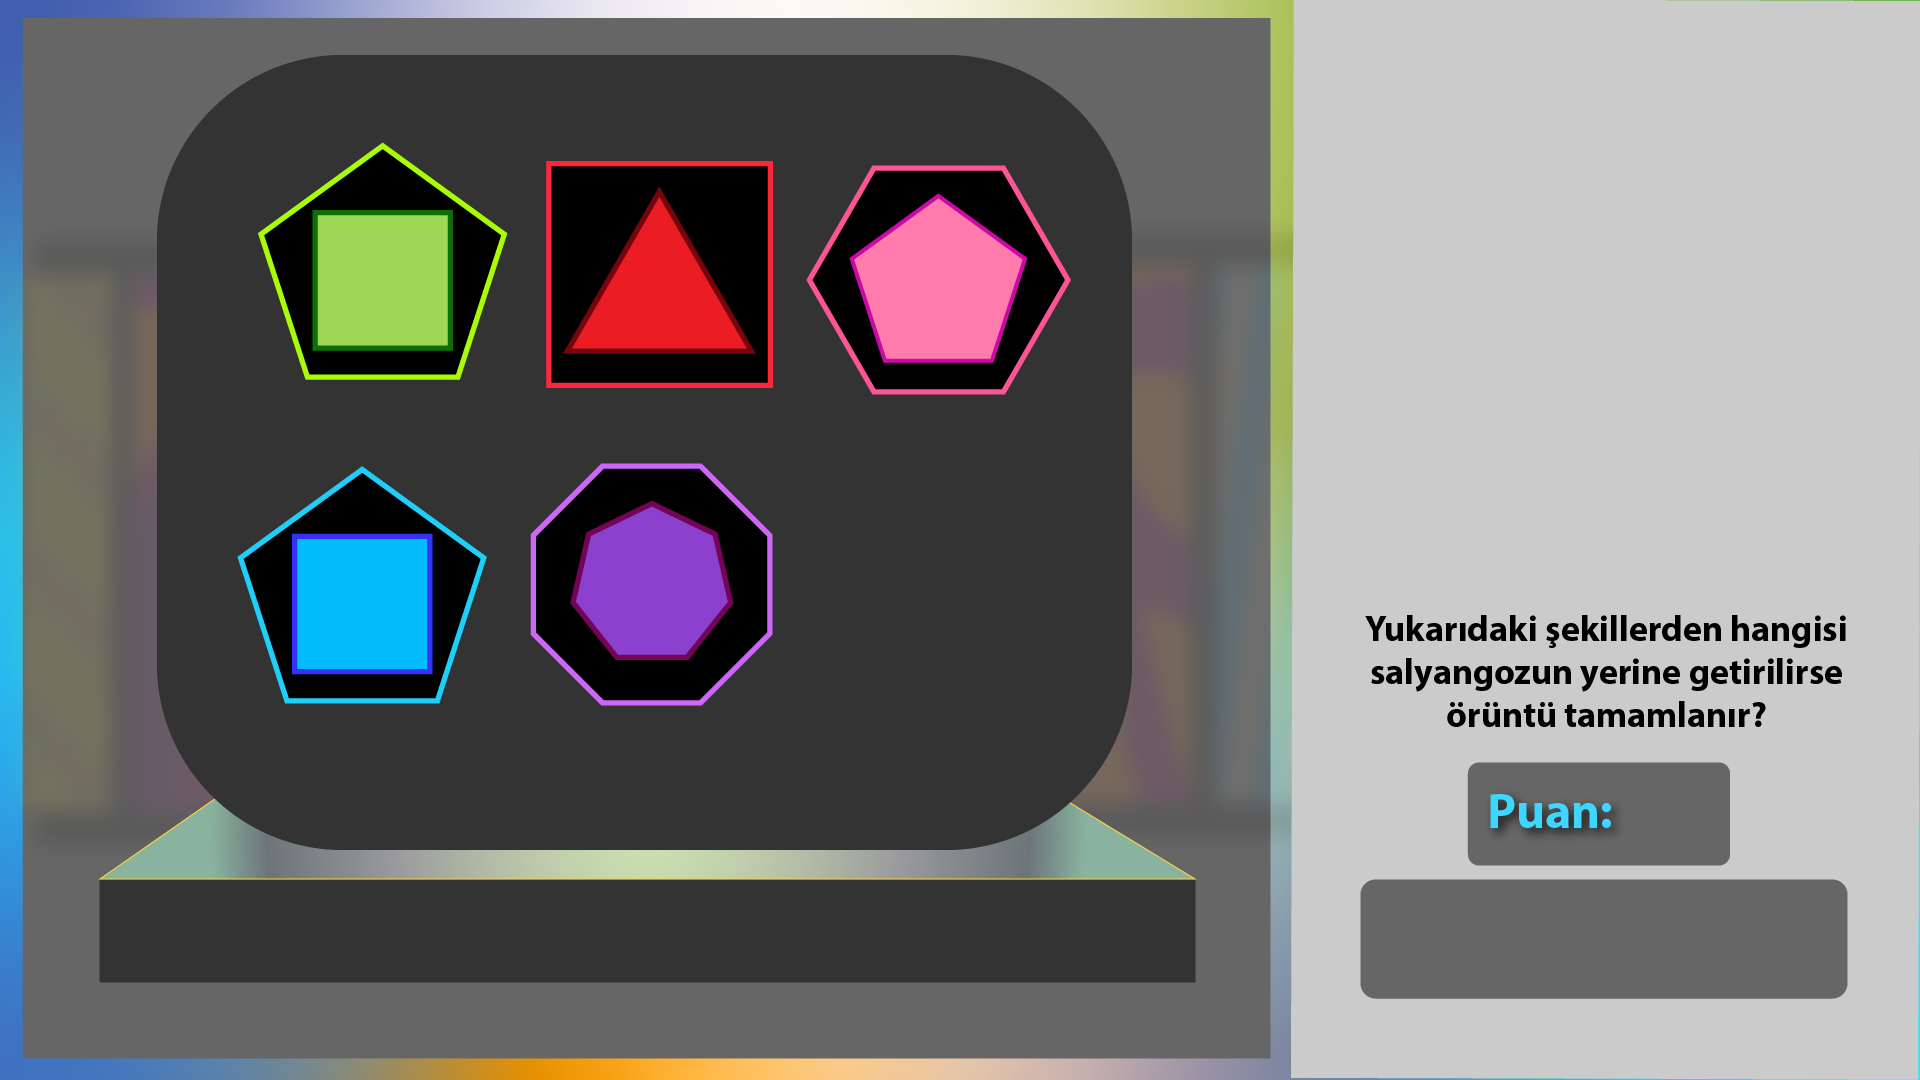 Yukarıdaki şekillerden hangisi
salyangozun yerine getirilirse
örüntü tamamlanır?
Puan: